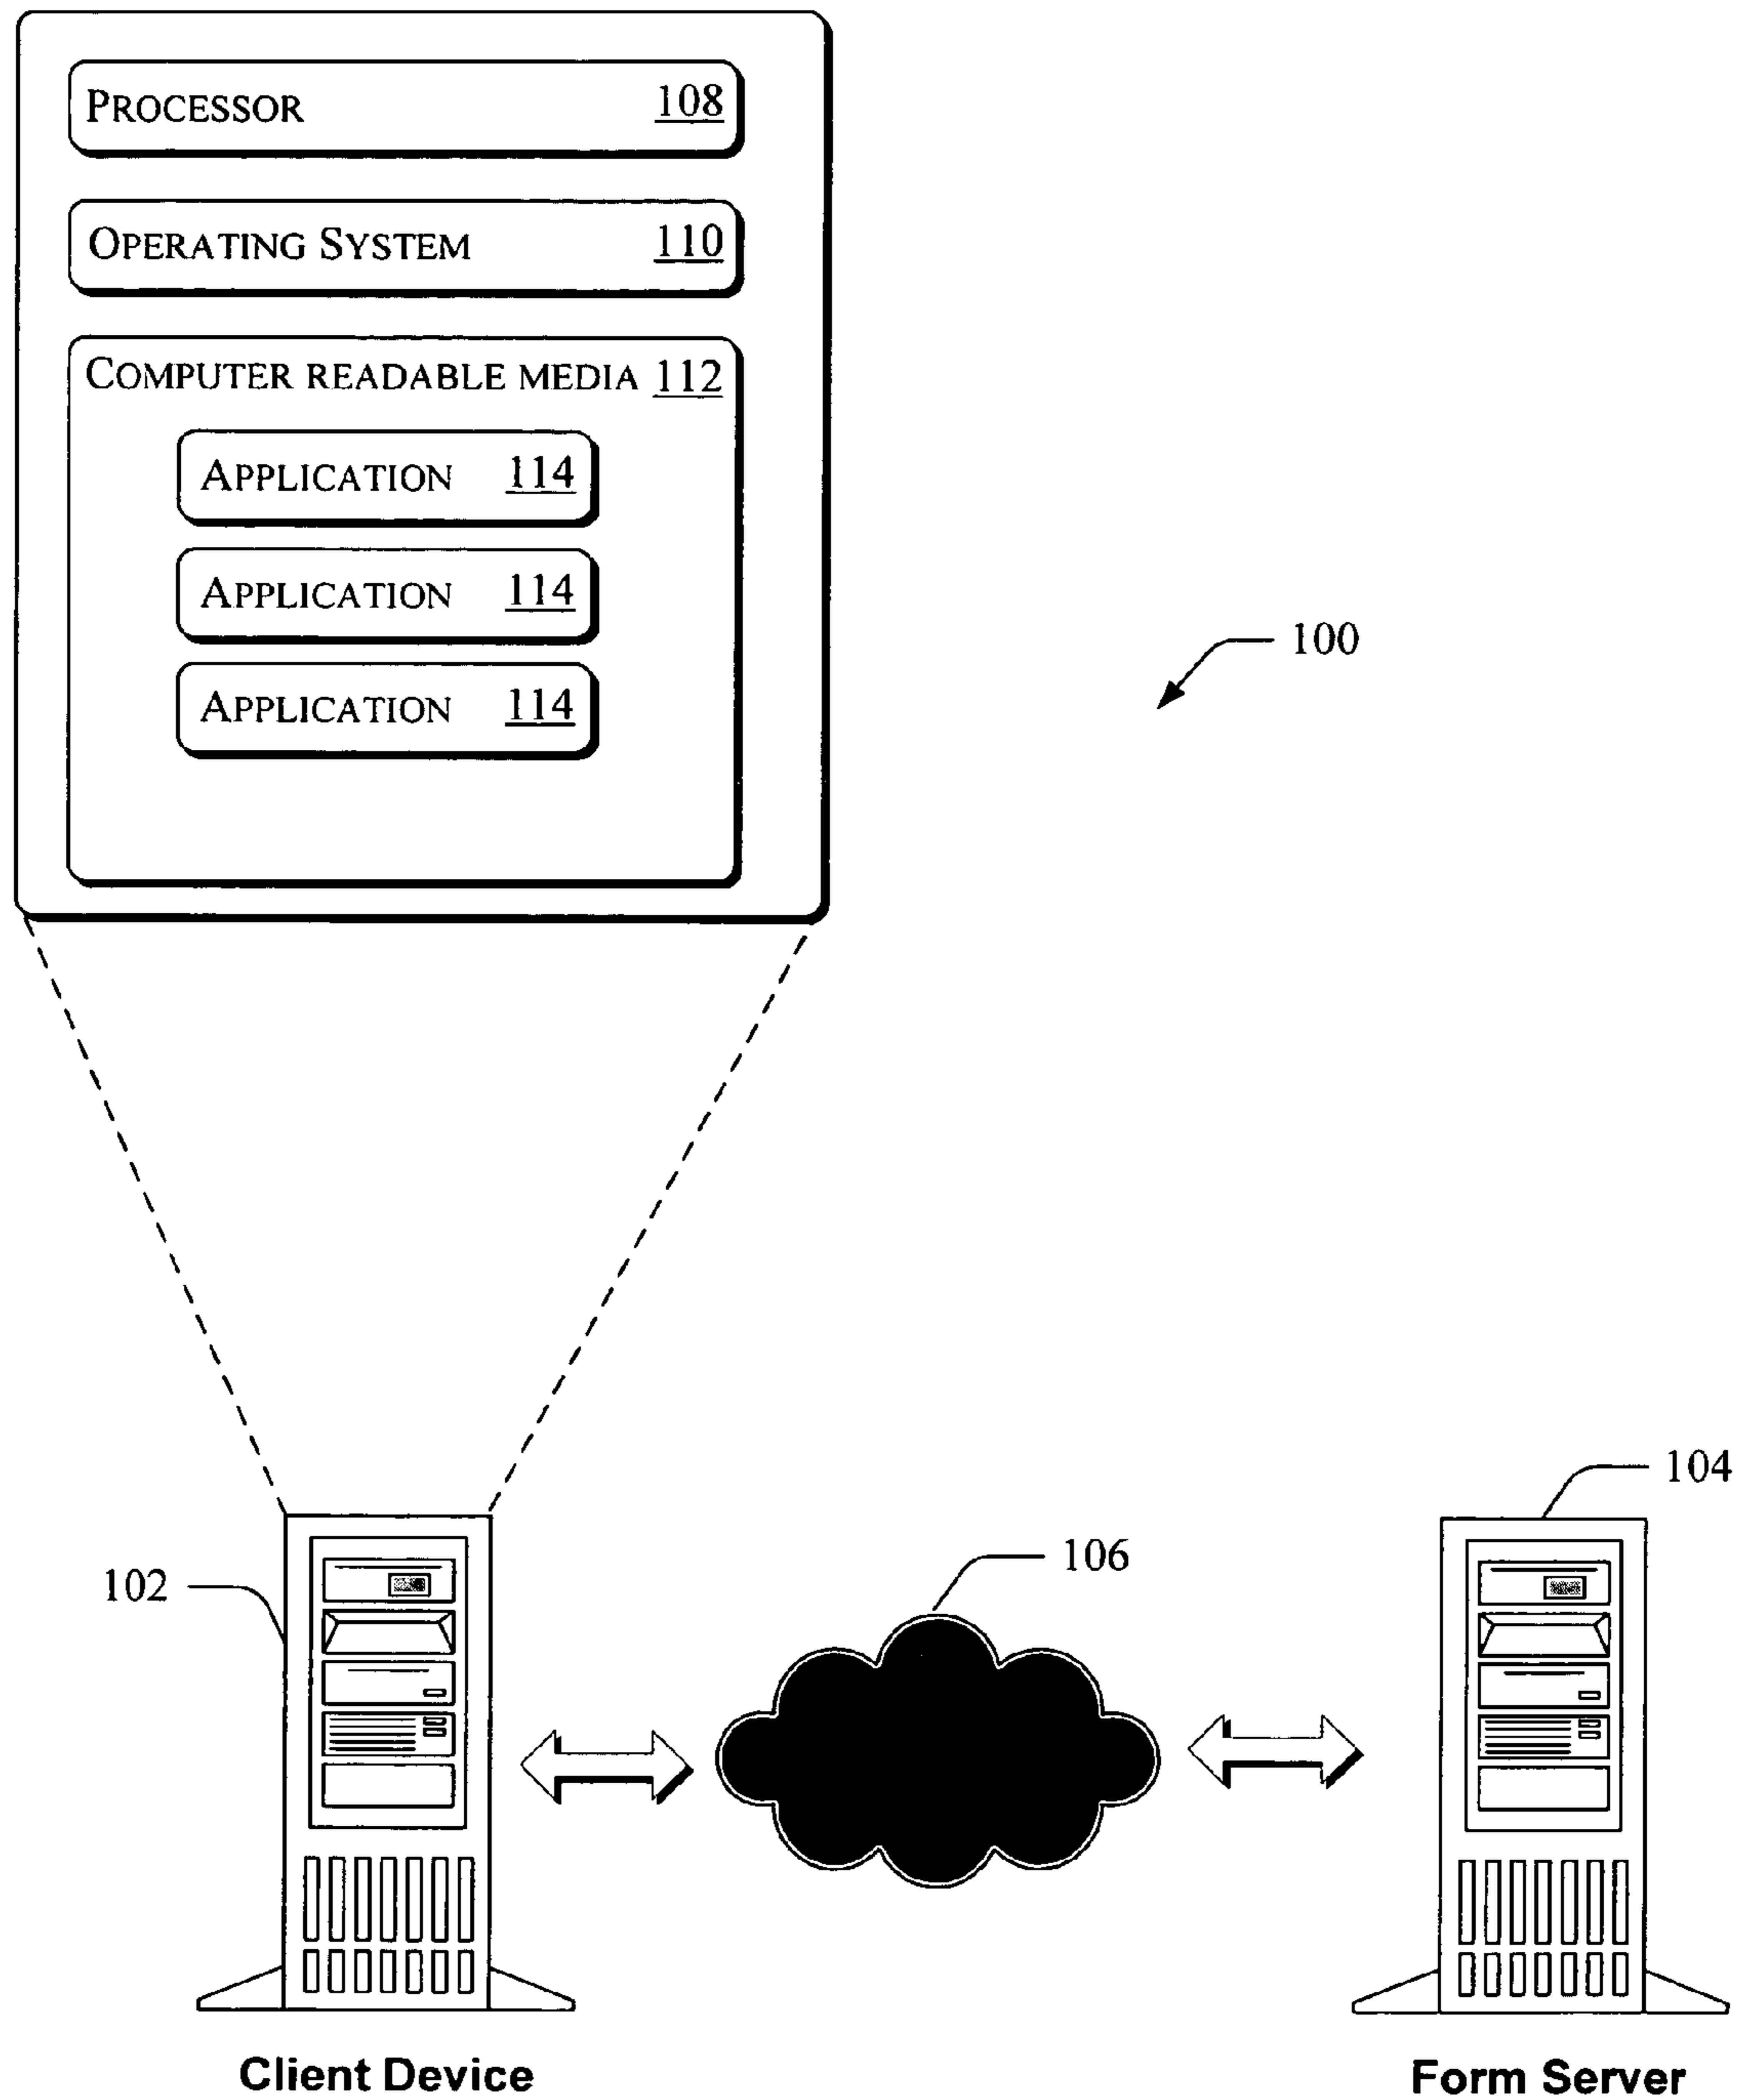 PROCESSOR 108
OPERATING SYSTEM 110
COMPUTER READABLE MEDIA 112
APPLICATION 114
APPLICATION 114
APPLICATION 114
100
104
106
102
Client Device
Form Server